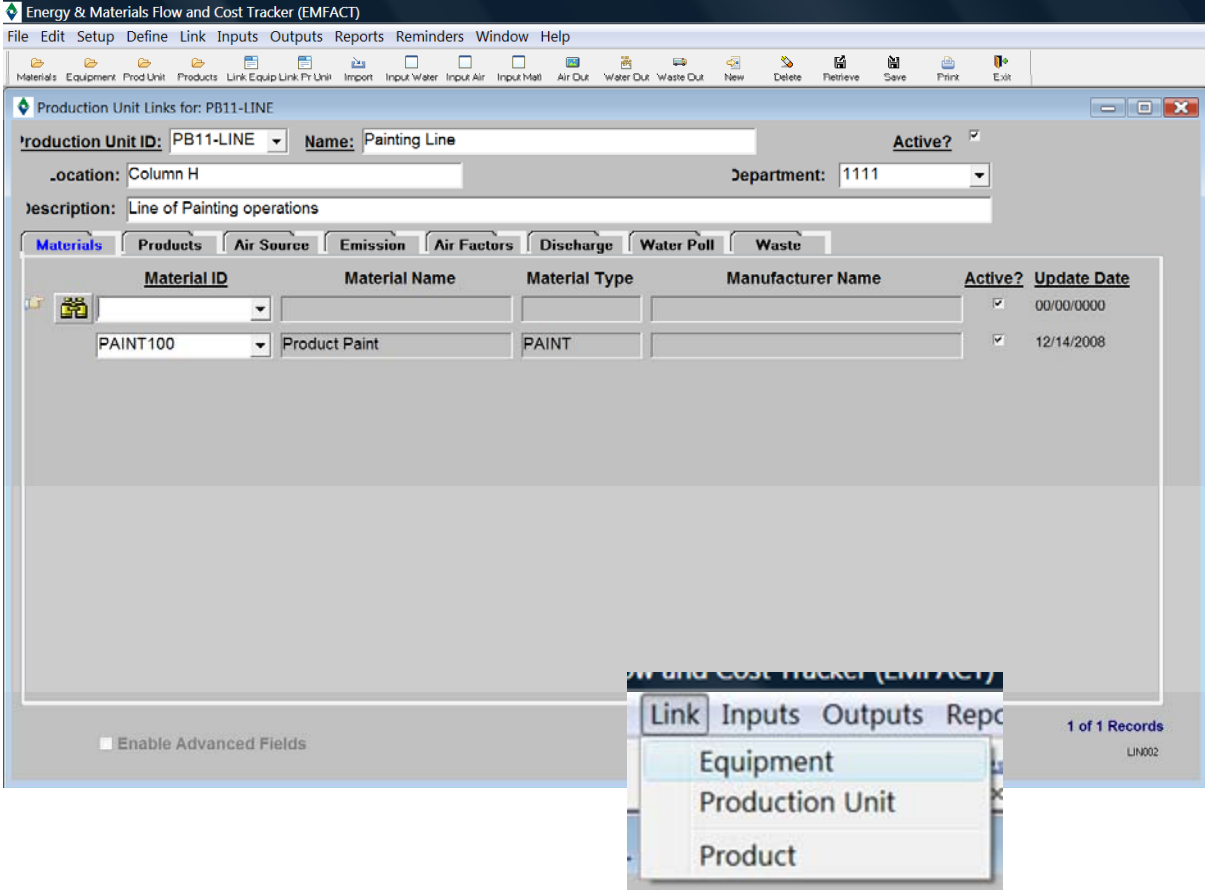 Energy & Materials Flow and Cost Tracker (EMFACT)
File Edit Setup Define Link Inputs Outputs Reports Reminders Window Help
Materials Equipment Prod Unit Products Link Equip Link Pr Unit Import Input Water Input Air Input Matl Air Out Water Out Waste Out New Delete Retrieve Save Print Exit
Production Unit Links for: PB11-LINE
roduction Unit ID: PB11-LINE Name: Painting Line Active?
ocation: Column H Department: 1111
escription: Line of Painting operations
Materials Products Air Source Emission Air Factors Discharge Water Poll Waste
Material ID Material Name Material Type Manufacturer Name Active? Update Date
00/00/0000
PAINT100 Product Paint PAINT 12/14/2008
Enable Advanced Fields
1 of 1 Records
LIN002
ow and Cost Tracker (EMFACT)
Link Inputs Outputs Repo
Equipment
Production Unit
Product